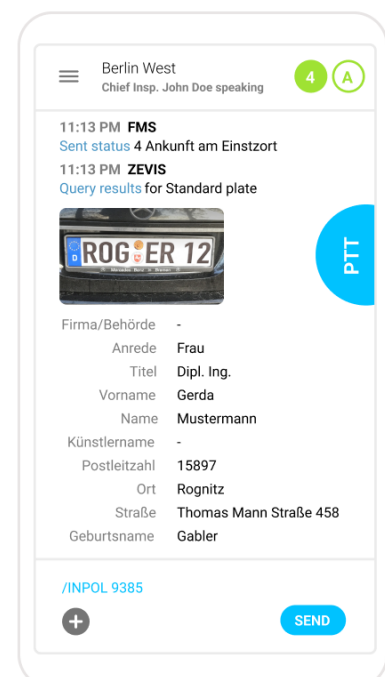 Berlin West
Chief Insp. John Doe speaking
4
A
11:13 PM FMS
Sent status 4 Ankunft am Einstzort
11:13 PM ZEVIS
Query results for Standard plate
D ROG ER 12
PTT
Firma/Behörde -
Anrede Frau
Titel Dipl. Ing.
Vorname Gerda
Name Mustermann
Künstlername -
Postleitzahl 15897
Ort Rognitz
Straße Thomas Mann Straße 458
Geburtsname Gabler
/INPOL 9385
SEND